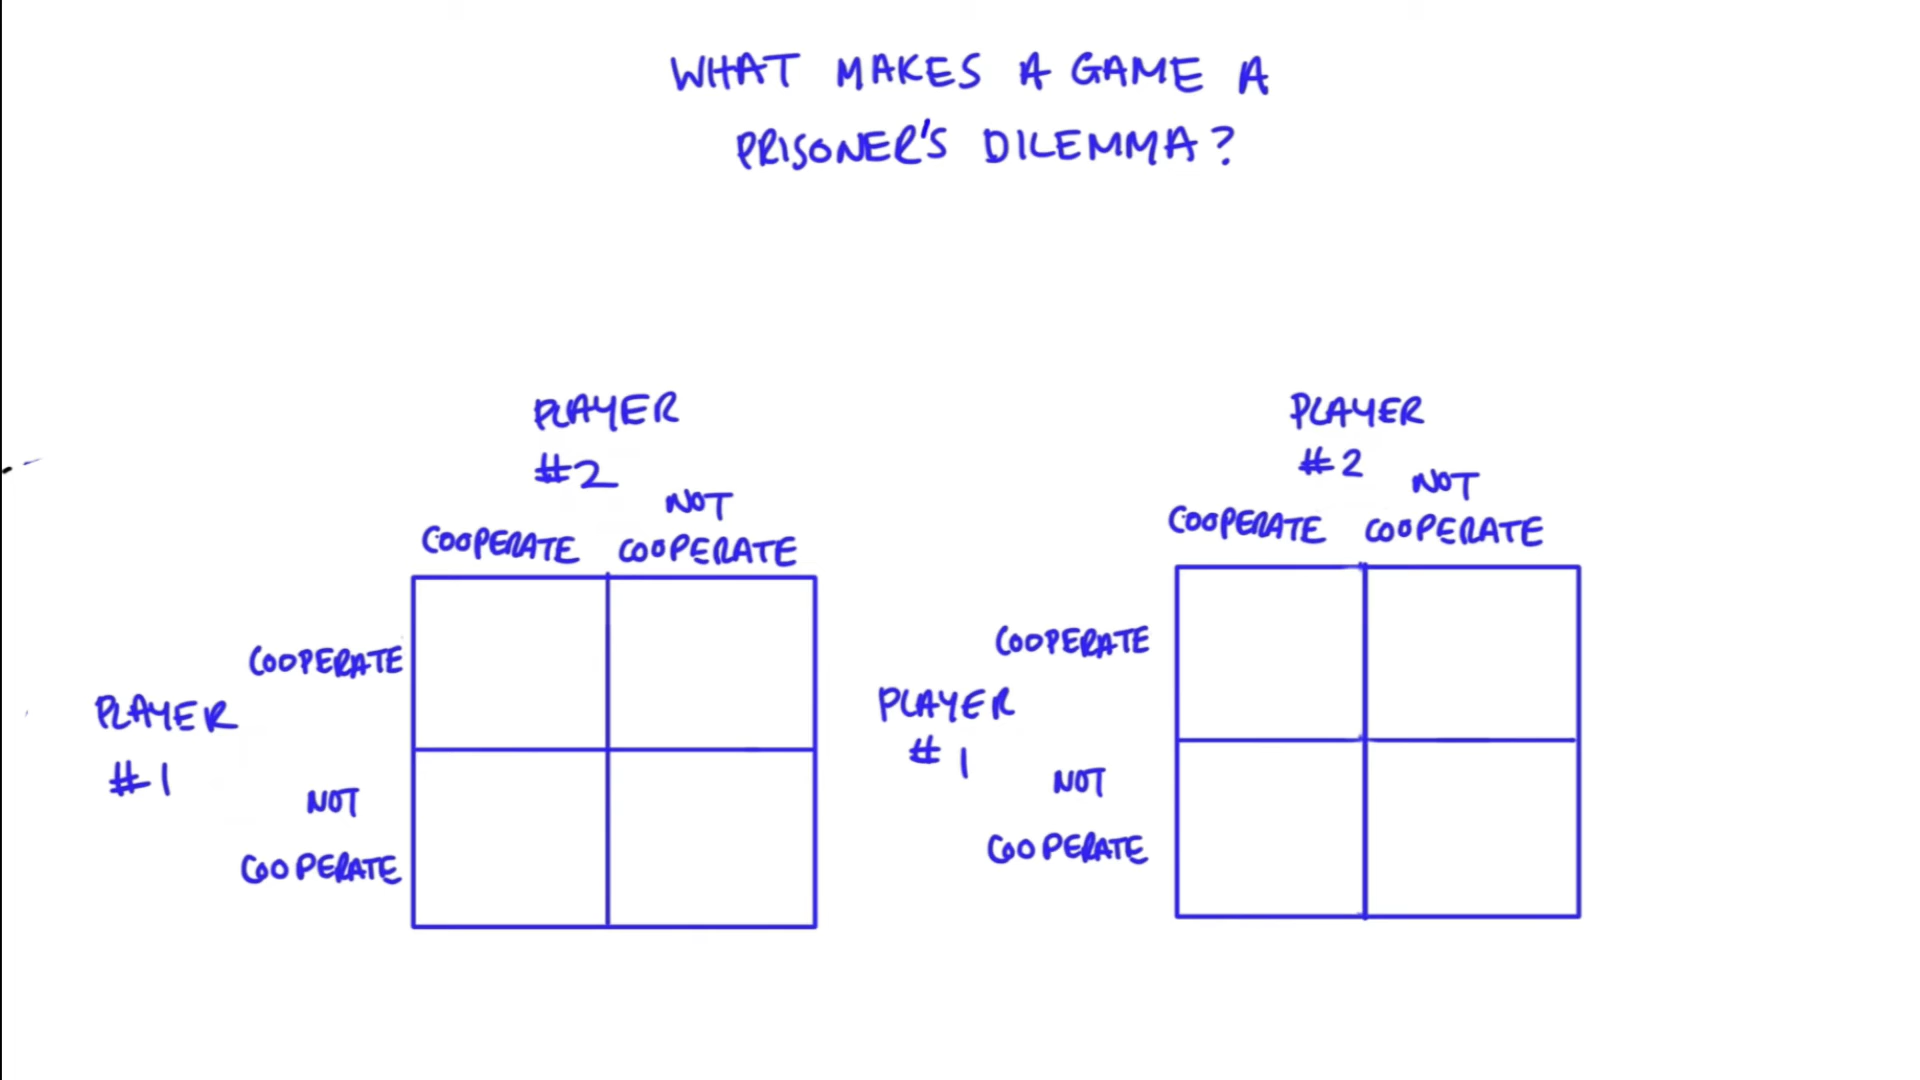 WHAT MAKES A GAME A
PRISONER'S DILEMMA?
PLAYER
#2
NOT
COOPERATE COOPERATE
COOPERATE
PLAYER
#1
NOT
COOPERATE
PLAYER
#2
NOT
COOPERATE COOPERATE
COOPERATE
PLAYER
#1
NOT
COOPERATE